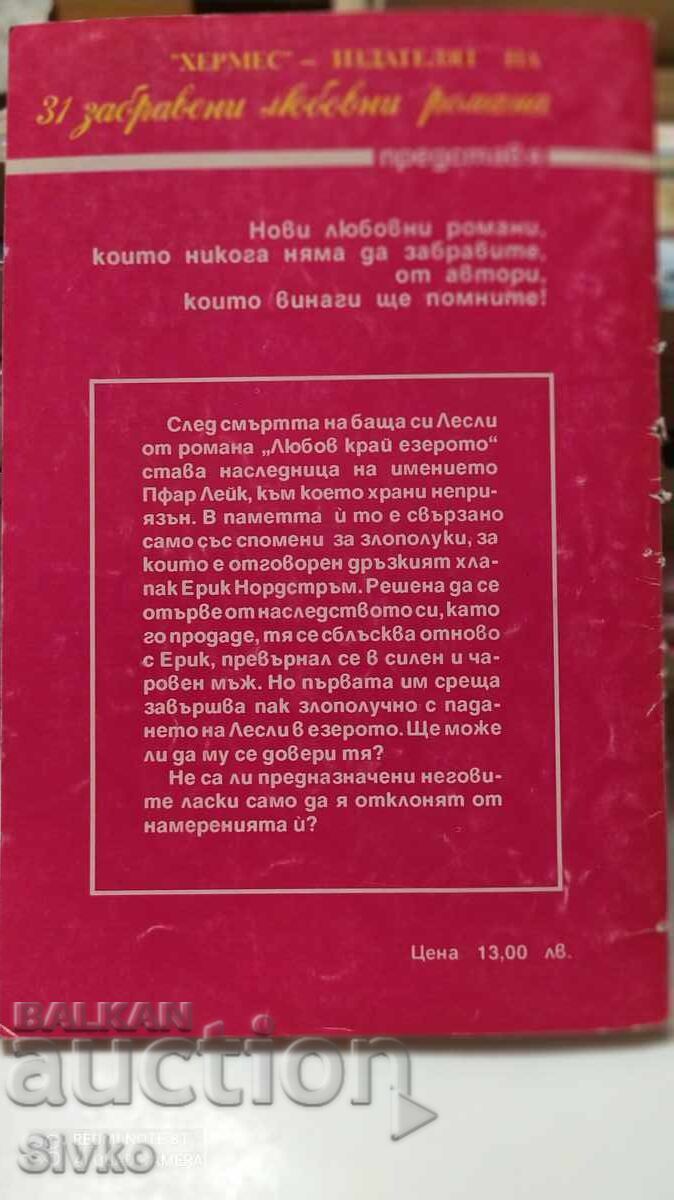 "ХЕРМЕС" – ИЗДАТЕЛЯТ НА
31 забравени любовни романа
представя
Нови любовни романи,
които никога няма да забравите,
от автори,
които винаги ще помните!
След смъртта на баща си Лесли
от романа „Любов край езерото“
става наследница на имението
Пфар Лейк, към което храни непри-
язън. В паметта ѝ то е свързано
само със спомени за злополуки, за
които е отговорен дръзкият хла-
пак Ерик Нордстръм. Решена да се
отърве от наследството си, като
го продаде, тя се сблъсква отново
с Ерик, превърнал се в силен и ча-
ровен мъж. Но първата им среща
завършва пак злополучно с пада-
нето на Лесли в езерото. Ще може
ли да му се довери тя?
Не са ли предназначени негови-
те ласки само да я отклонят от
намеренията ѝ?
Цена 13,00 лв.
BALKAN
auction
REDMI NOTE 8T
AI QUAD CAMERA
Sivko